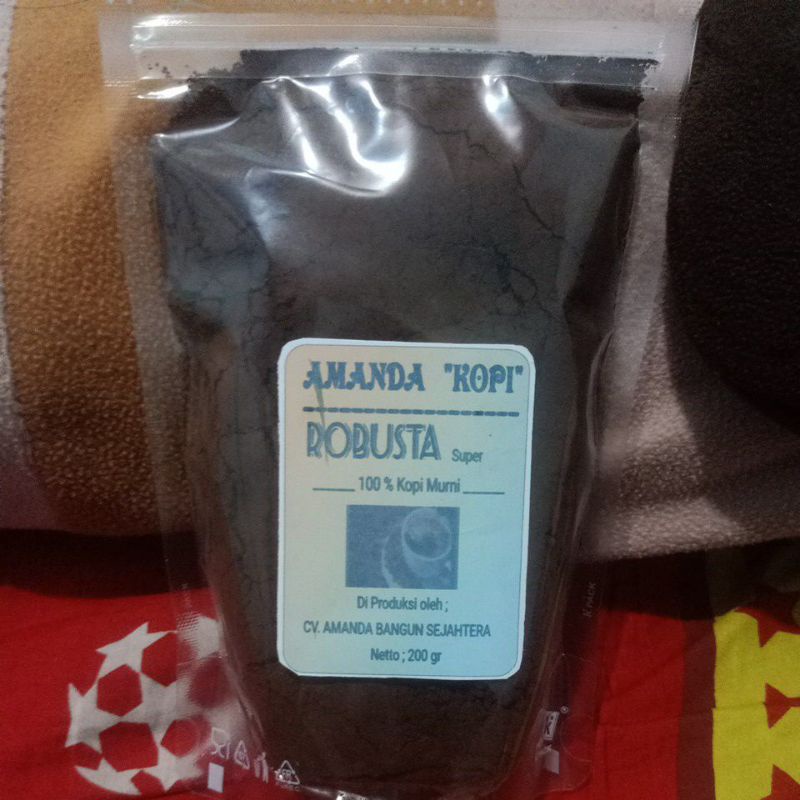 AMANDA "KOPI"
ROBUSTA Super
100 % Kopi Murni
Di Produksi oleh ;
CV. AMANDA BANGUN SEJAHTERA
Netto ; 200 gr